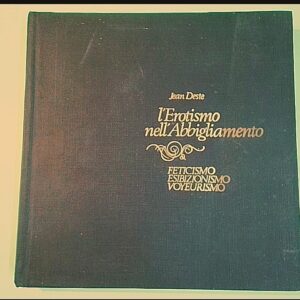 Jean Deste
l'Erotismo
nell'Abbigliamento
FETICISMO
ESIBIZIONISMO
VOYEURISMO